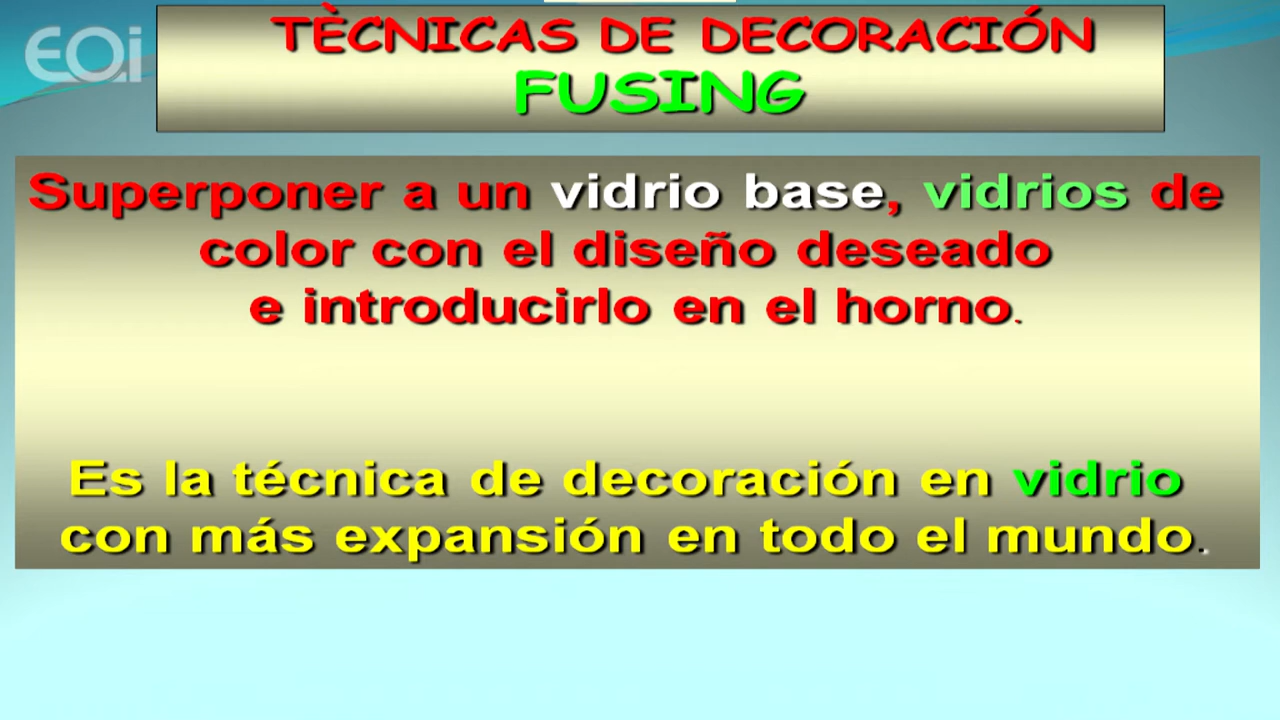 EOi
TÈCNICAS DE DECORACIÓN
FUSING
Superponer a un vidrio base, vidrios de
color con el diseño deseado
e introducirlo en el horno.
Es la técnica de decoración en vidrio
con más expansión en todo el mundo.